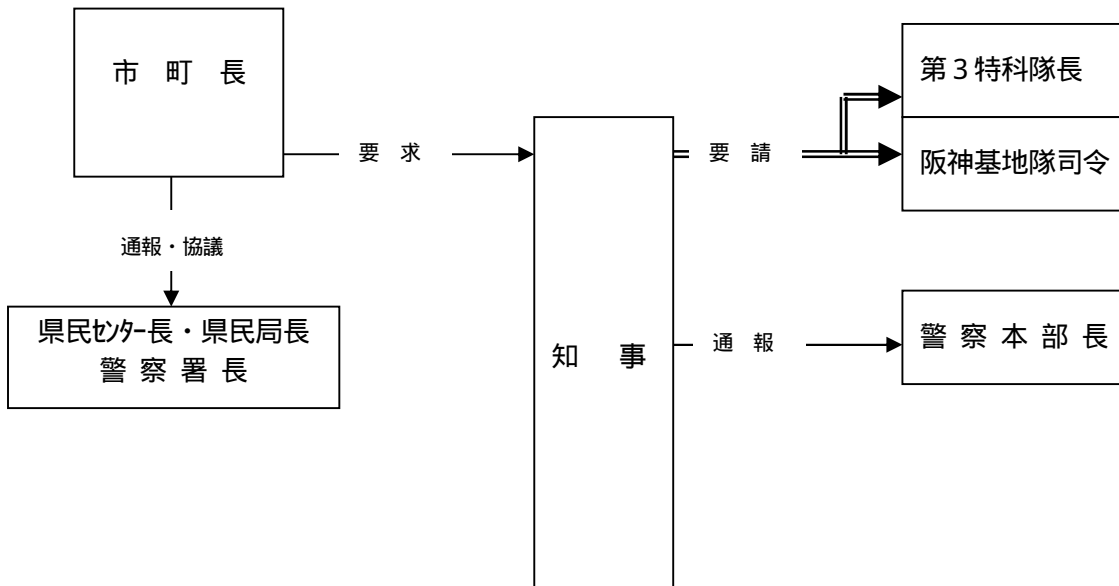 市 町 長
第３特科隊長
要 求
要 請
阪神基地隊司令
通報・協議
県民ｾﾝﾀｰ長・県民局長
警 察 署 長
知 事
通 報
警 察 本 部 長